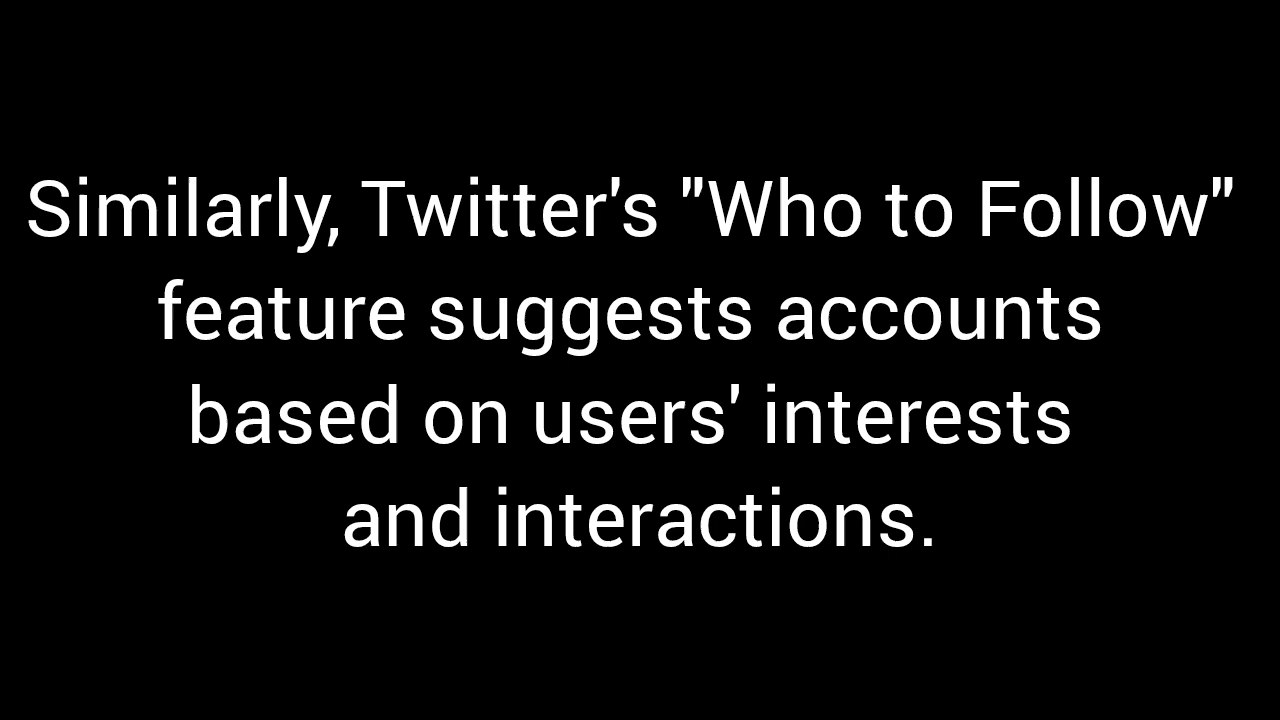 Similarly, Twitter's "Who to Follow"
feature suggests accounts
based on users' interests
and interactions.